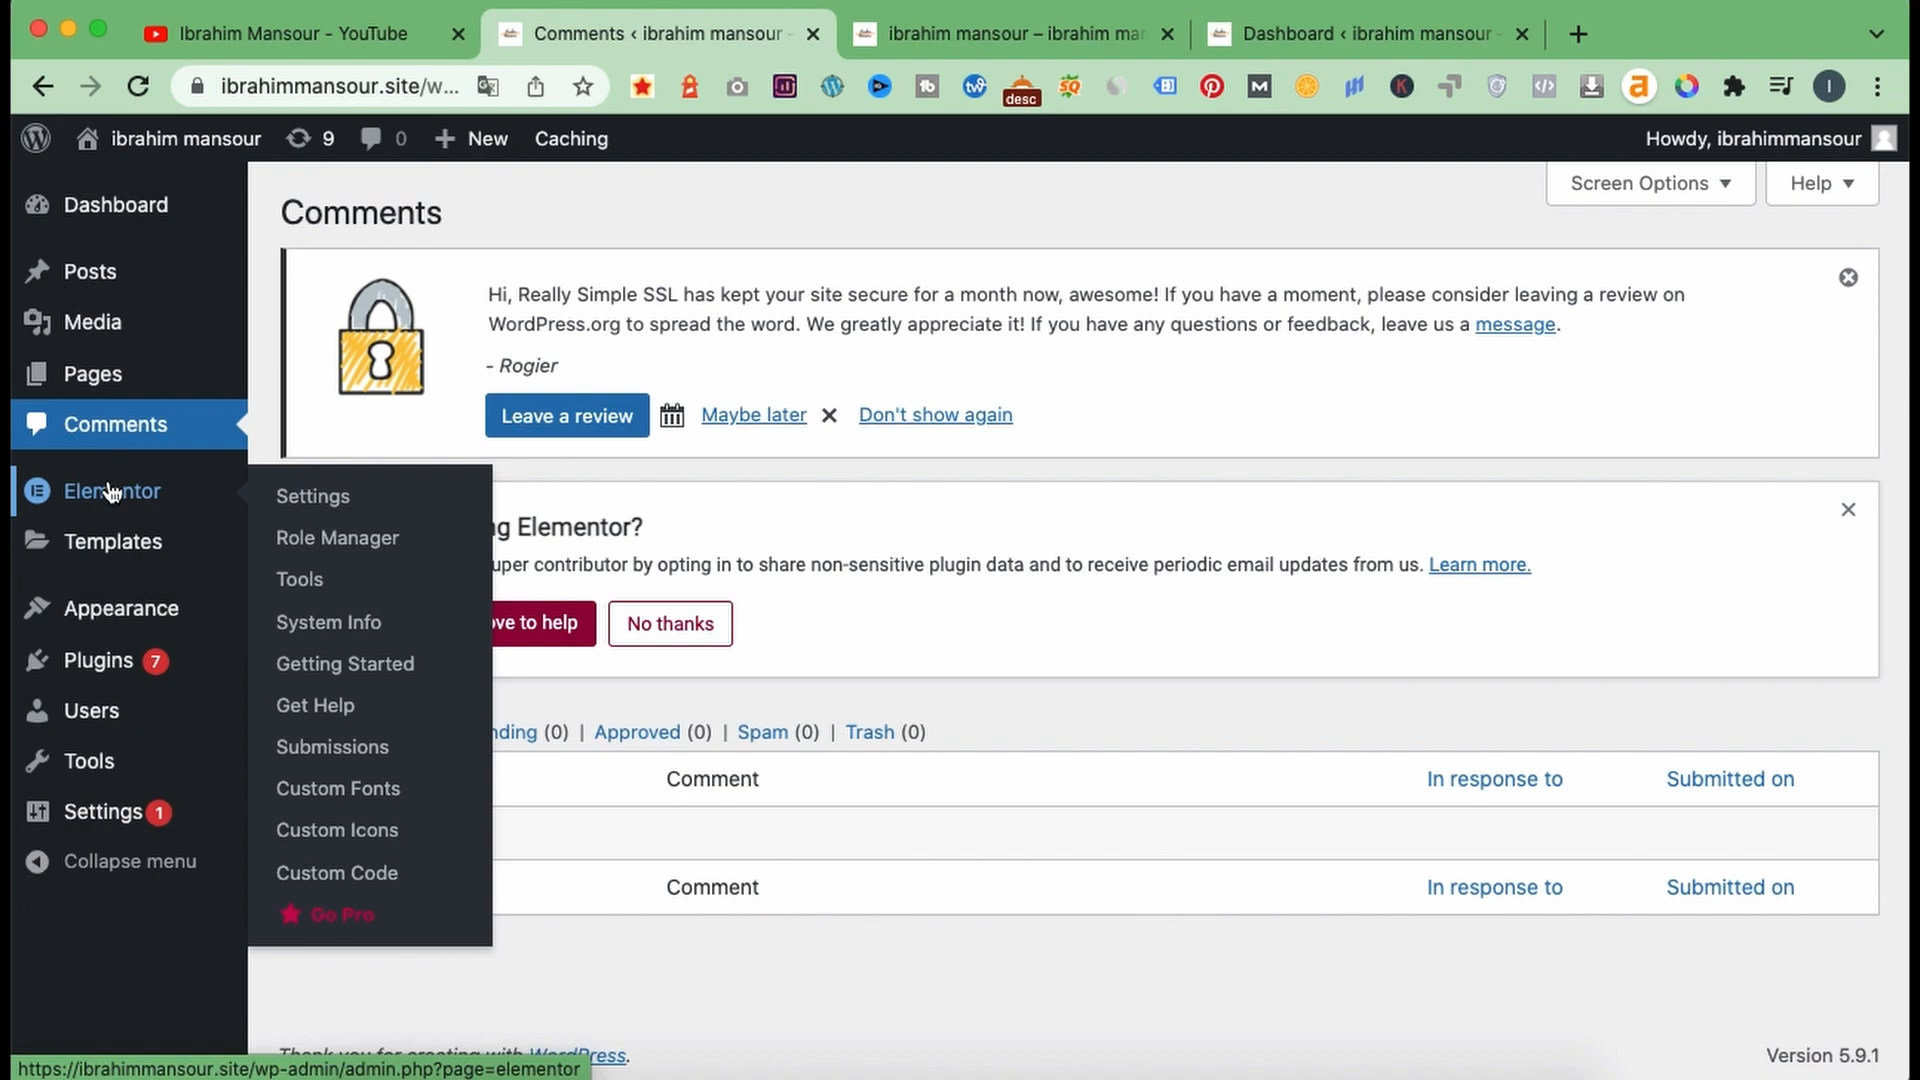 Ibrahim Mansour - YouTube
Comments ‹ ibrahim mansour -
ibrahim mansour – ibrahim mar
Dashboard ‹ ibrahim mansour -
ibrahimmansour.site/w...
desc
ibrahim mansour
9
0
New
Caching
Howdy, ibrahimmansour
Dashboard
Posts
Media
Pages
Comments
Elementor
Templates
Appearance
Plugins 7
Users
Tools
Settings 1
Collapse menu
Settings
Role Manager
Tools
System Info
Getting Started
Get Help
Submissions
Custom Fonts
Custom Icons
Custom Code
Go Pro
Screen Options
Help
Comments
Hi, Really Simple SSL has kept your site secure for a month now, awesome! If you have a moment, please consider leaving a review on
WordPress.org to spread the word. We greatly appreciate it! If you have any questions or feedback, leave us a message.
- Rogier
Leave a review
Maybe later
Don't show again
ng Elementor?
uper contributor by opting in to share non-sensitive plugin data and to receive periodic email updates from us. Learn more.
ove to help
No thanks
nding (0) | Approved (0) | Spam (0) | Trash (0)
Comment
In response to
Submitted on
Comment
In response to
Submitted on
Thank you for creating with WordPress.
Version 5.9.1
https://ibrahimmansour.site/wp-admin/admin.php?page=elementor